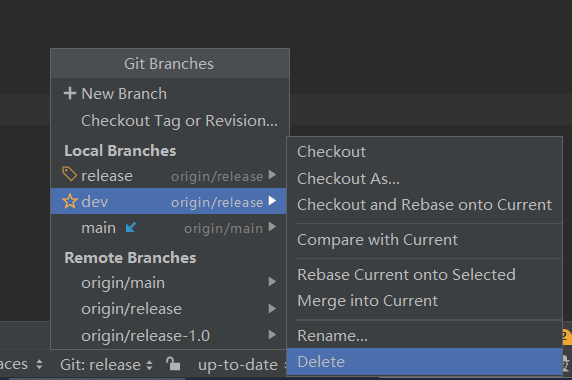 Git Branches
New Branch
Checkout Tag or Revision...
Local Branches
release origin/release
dev origin/release
main origin/main
Remote Branches
origin/main
origin/release
origin/release-1.0
Checkout
Checkout As...
Checkout and Rebase onto Current
Compare with Current
Rebase Current onto Selected
Merge into Current
Rename...
Delete
aces Git: release up-to-date
2